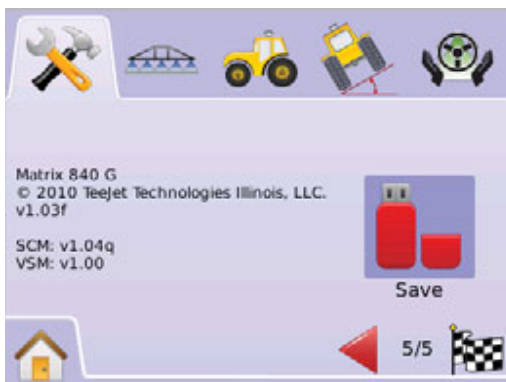 Matrix 840 G
© 2010 TeeJet Technologies Illinois, LLC.
v1.03f
SCM: v1.04q
VSM: v1.00
Save
5/5